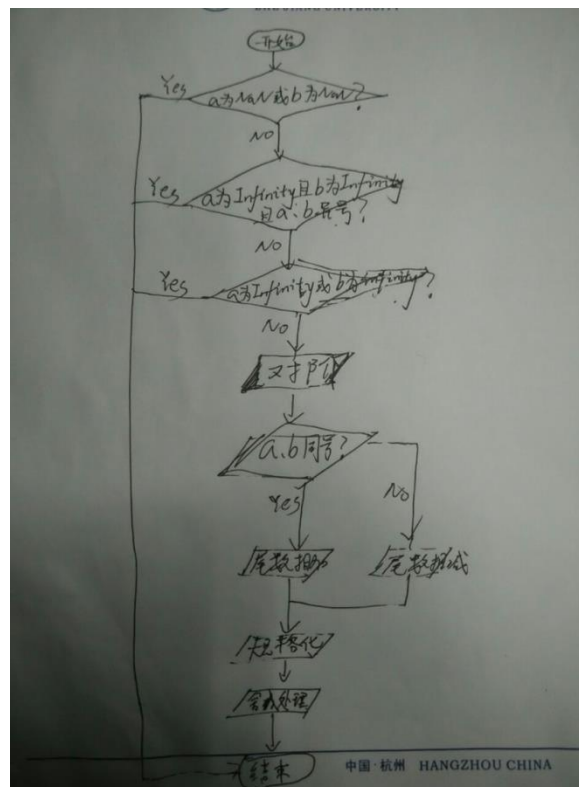 开始
Yes
a为NaN或b为NaN?
No
Yes
a为Infinity且b为Infinity
且a、b异号?
No
Yes
a为Infinity或b为Infinity?
No
对阶
a、b同号?
Yes
No
尾数相加
尾数相减
规格化
舍入处理
结束
中国·杭州 HANGZHOU CHINA